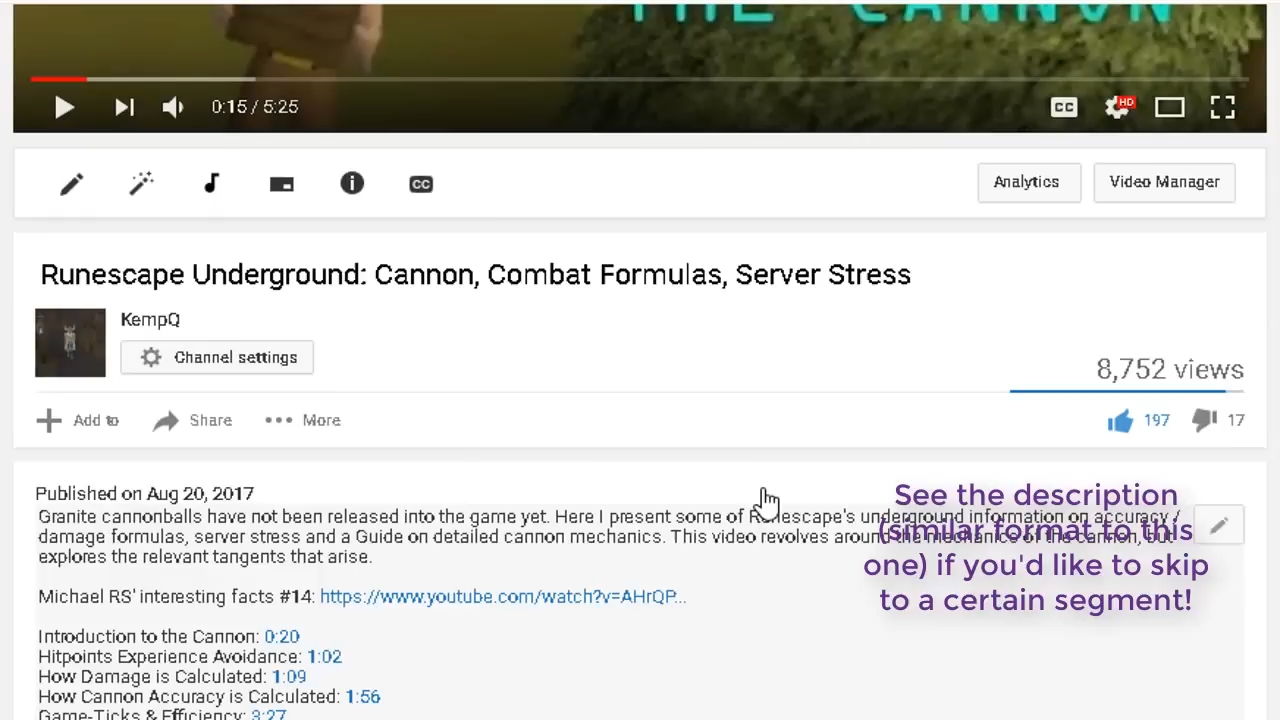 THE CANNON
0:15 / 5:25
CC
HD
CC
Analytics
Video Manager
Runescape Underground: Cannon, Combat Formulas, Server Stress
KempQ
Channel settings
8,752 views
Add to
Share
More
197
17
Published on Aug 20, 2017
Granite cannonballs have not been released into the game yet. Here I present some of Runescape's underground information on accuracy /
damage formulas, server stress and a Guide on detailed cannon mechanics. This video revolves around the mechanics of the cannon, but
explores the relevant tangents that arise.
See the description
(similar format to this
one) if you'd like to skip
to a certain segment!
Michael RS' interesting facts #14: https://www.youtube.com/watch?v=AHrQP...
Introduction to the Cannon: 0:20
Hitpoints Experience Avoidance: 1:02
How Damage is Calculated: 1:09
How Cannon Accuracy is Calculated: 1:56
Game-Ticks & Efficiency: 3:27